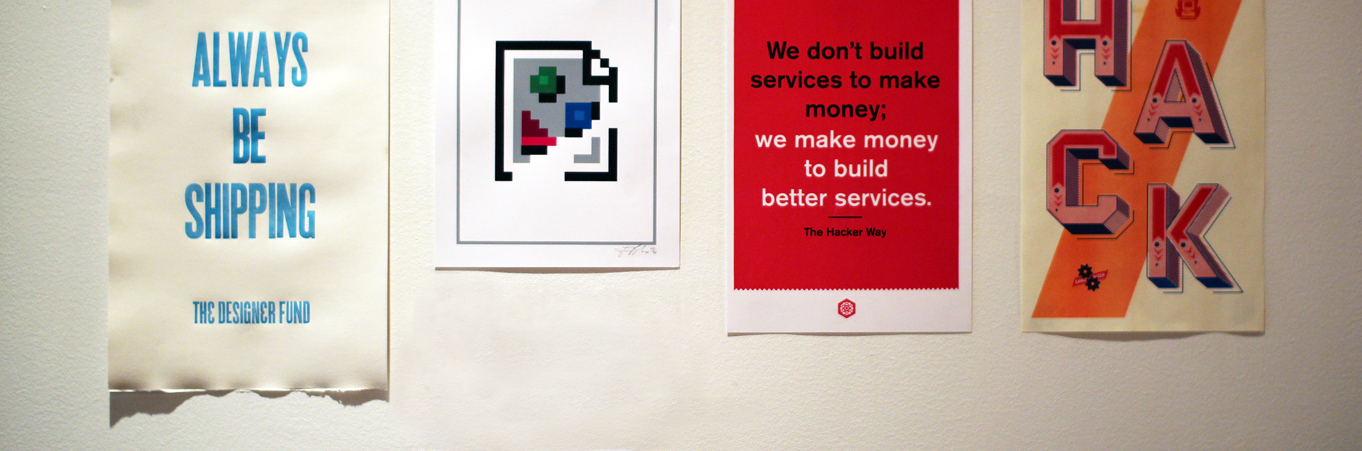 ALWAYS
BE
SHIPPING
THE DESIGNER FUND
We don't build
services to make
money;
we make money
to build
better services.
The Hacker Way
H
A
C
K